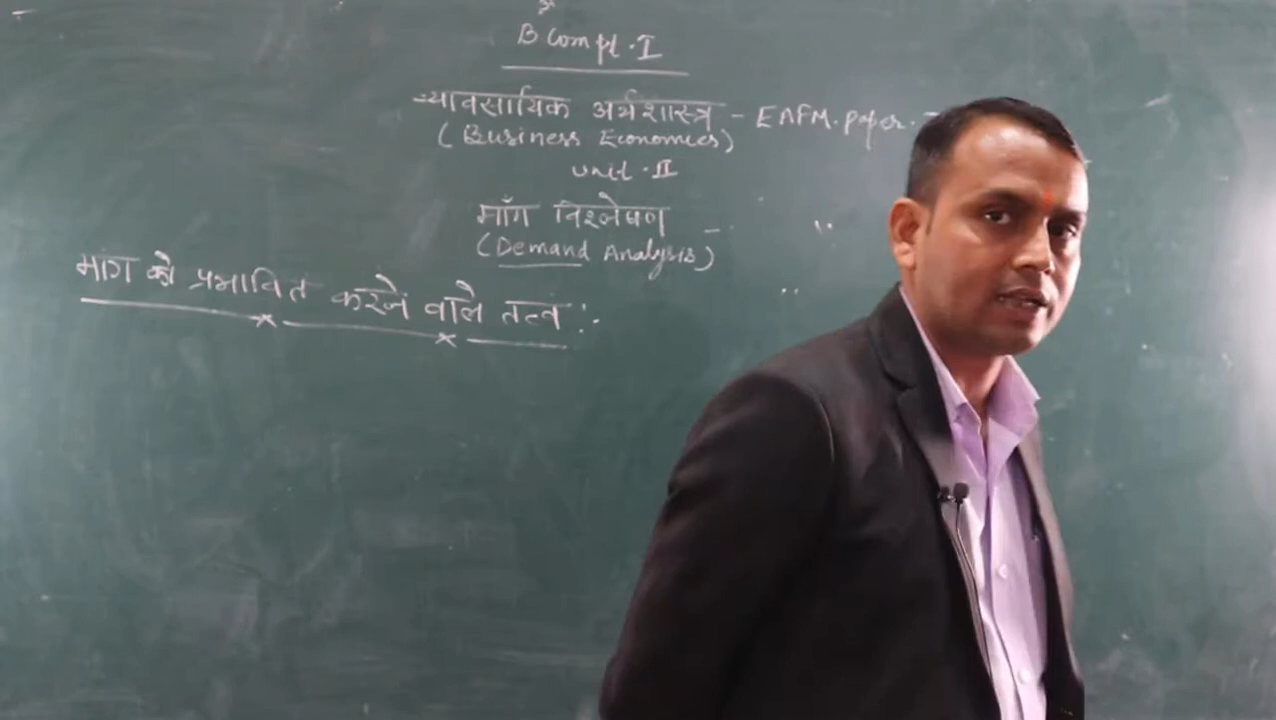 B Com pt. I
व्यावसायिक अर्थशास्त्र - EAFM. paper. -
(Business Economics)
unit. II
माँग विश्लेषण -
(Demand Analysis)
मांग को प्रभावित करने वाले तत्व :-